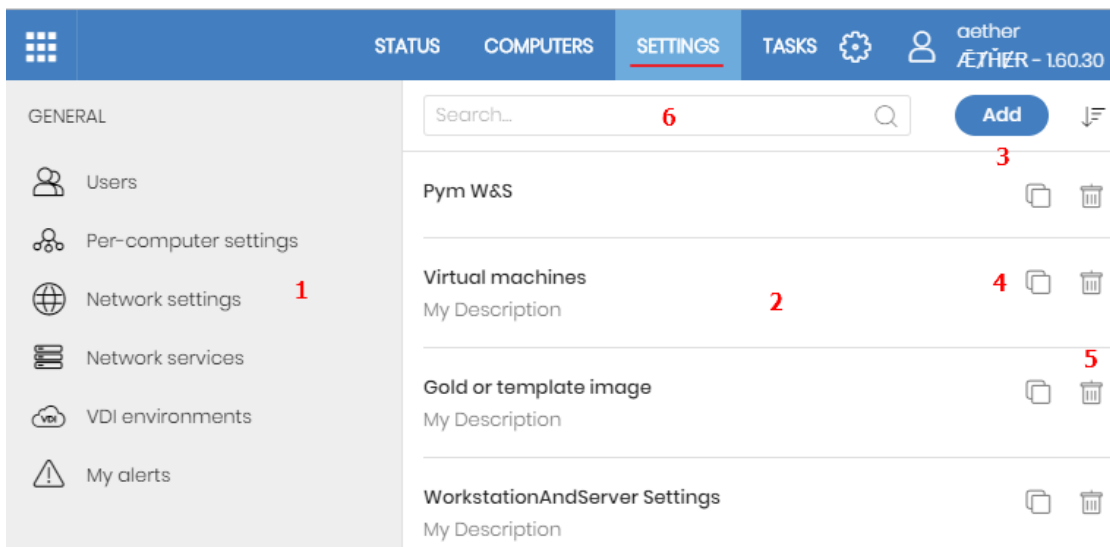 STATUS COMPUTERS SETTINGS TASKS aether
ÆTHER - 1.60.30
GENERAL
Search... 6 Add
3
Users
Pym W&S
Per-computer settings
Virtual machines
4
Network settings 1
My Description 2
Network services
5
Gold or template image
VDI environments
VDI
My Description
My alerts
WorkstationAndServer Settings
My Description